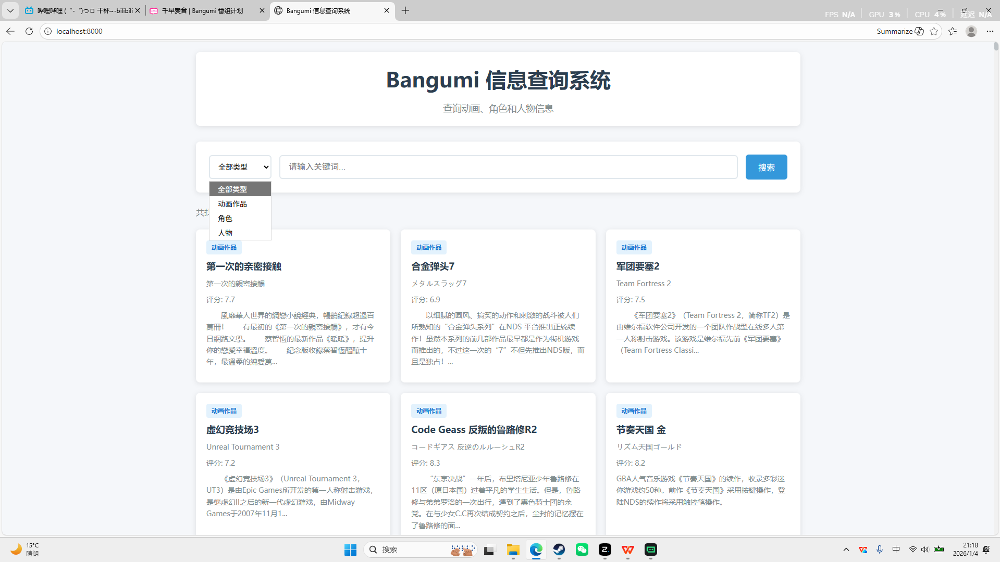 哔哩哔哩 (゜-゜)つロ 干杯~-bilibili
千早愛音 | Bangumi 番组计划
Bangumi 信息查询系统
FPS N/A
GPU 3%
CPU 4%
延迟 N/A
localhost:8000
Summarize
Bangumi 信息查询系统
查询动画、角色和人物信息
全部类型
请输入关键词...
搜索
全部类型
动画作品
角色
人物
共
动画作品
第一次的亲密接触
第一次的親密接觸
评分: 7.7
風靡華人世界的網戀小說經典，暢銷紀錄超過百
萬冊！　　有最初的《第一次的親密接觸》，才有今
日網路文學。　　蔡智恆的最新作品《暖暖》，提升
你的戀愛幸福溫度。　　紀念版收錄蔡智恆醞釀十
年，最溫柔的純愛萬...
动画作品
合金弹头7
メタルスラッグ7
评分: 6.9
以细腻的画风、搞笑的动作和刺激的战斗被人们
所熟知的“合金弹头系列”在NDS 平台推出正统续
作！虽然本系列的前几部作品最早都是作为街机游戏
而推出的，不过这一次的“7”不但先推出NDS版，而
且是独占！...
动画作品
军团要塞2
Team Fortress 2
评分: 7.5
《军团要塞2》（Team Fortress 2，简称TF2）是
由维尔福软件公司开发的一个团队作战型在线多人第
一人称射击游戏。该游戏是维尔福先前《军团要塞》
（Team Fortress Classi...
动画作品
虚幻竞技场3
Unreal Tournament 3
评分: 7.2
《虚幻竞技场3》（Unreal Tournament 3，
UT3）是由Epic Games所开发的第一人称射击游戏，
是继虚幻II之后的新一代虚幻游戏，由Midway
Games于2007年11月1...
动画作品
Code Geass 反叛的鲁路修R2
コードギアス 反逆のルルーシュR2
评分: 8.3
“东京决战”一年后，布里塔尼亚少年鲁路修在
11区（原日本国）过着平凡的学生生活。但是，鲁路
修与弟弟罗洛的一次出行，遇到了黑色骑士团的余
党。在与少女C.C再次结成契约之后，尘封的记忆摆在
了鲁路修的面...
动画作品
节奏天国 金
リズム天国ゴールド
评分: 8.2
GBA人气音乐游戏《节奏天国》的续作，收录多彩迷
你游戏约50种。前作《节奏天国》采用按键操作，登
陆NDS的续作将采用触控笔操作。
15°C
晴朗
搜索
中
21:18
2026/1/4